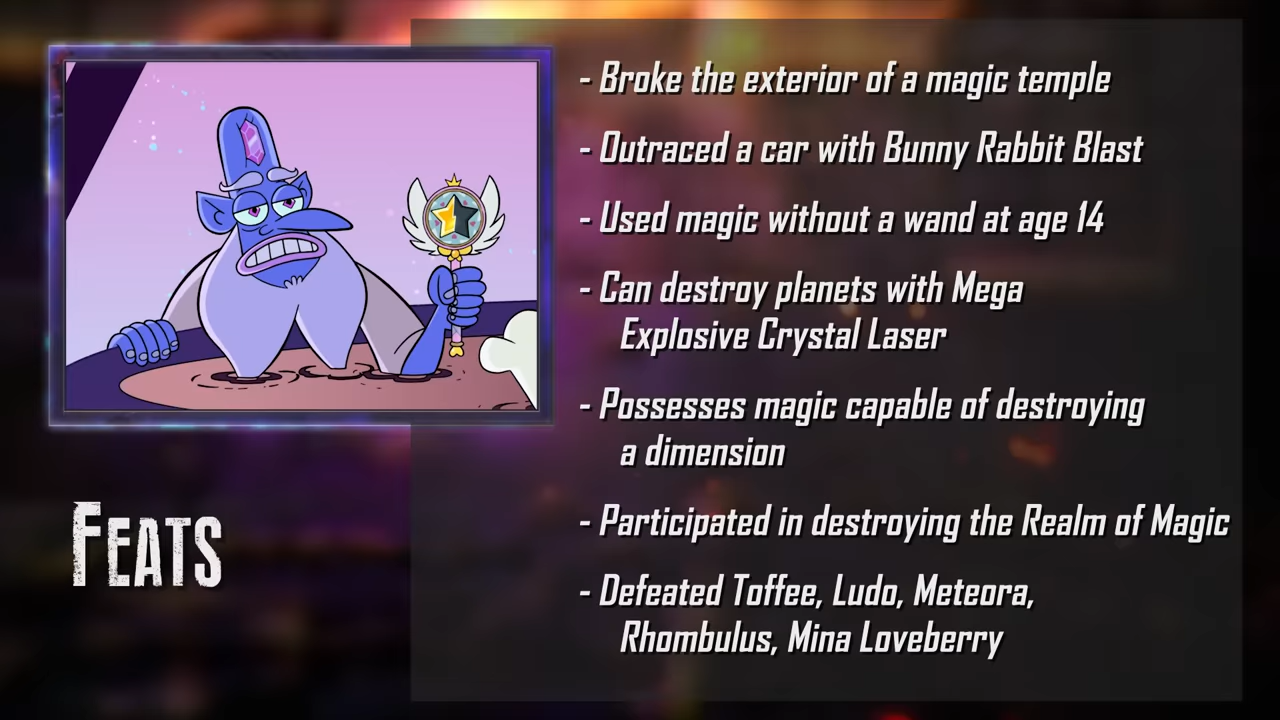 - Broke the exterior of a magic temple
- Outraced a car with Bunny Rabbit Blast
- Used magic without a wand at age 14
- Can destroy planets with Mega
Explosive Crystal Laser
- Possesses magic capable of destroying
a dimension
- Participated in destroying the Realm of Magic
- Defeated Toffee, Ludo, Meteora,
Rhombulus, Mina Loveberry
Feats